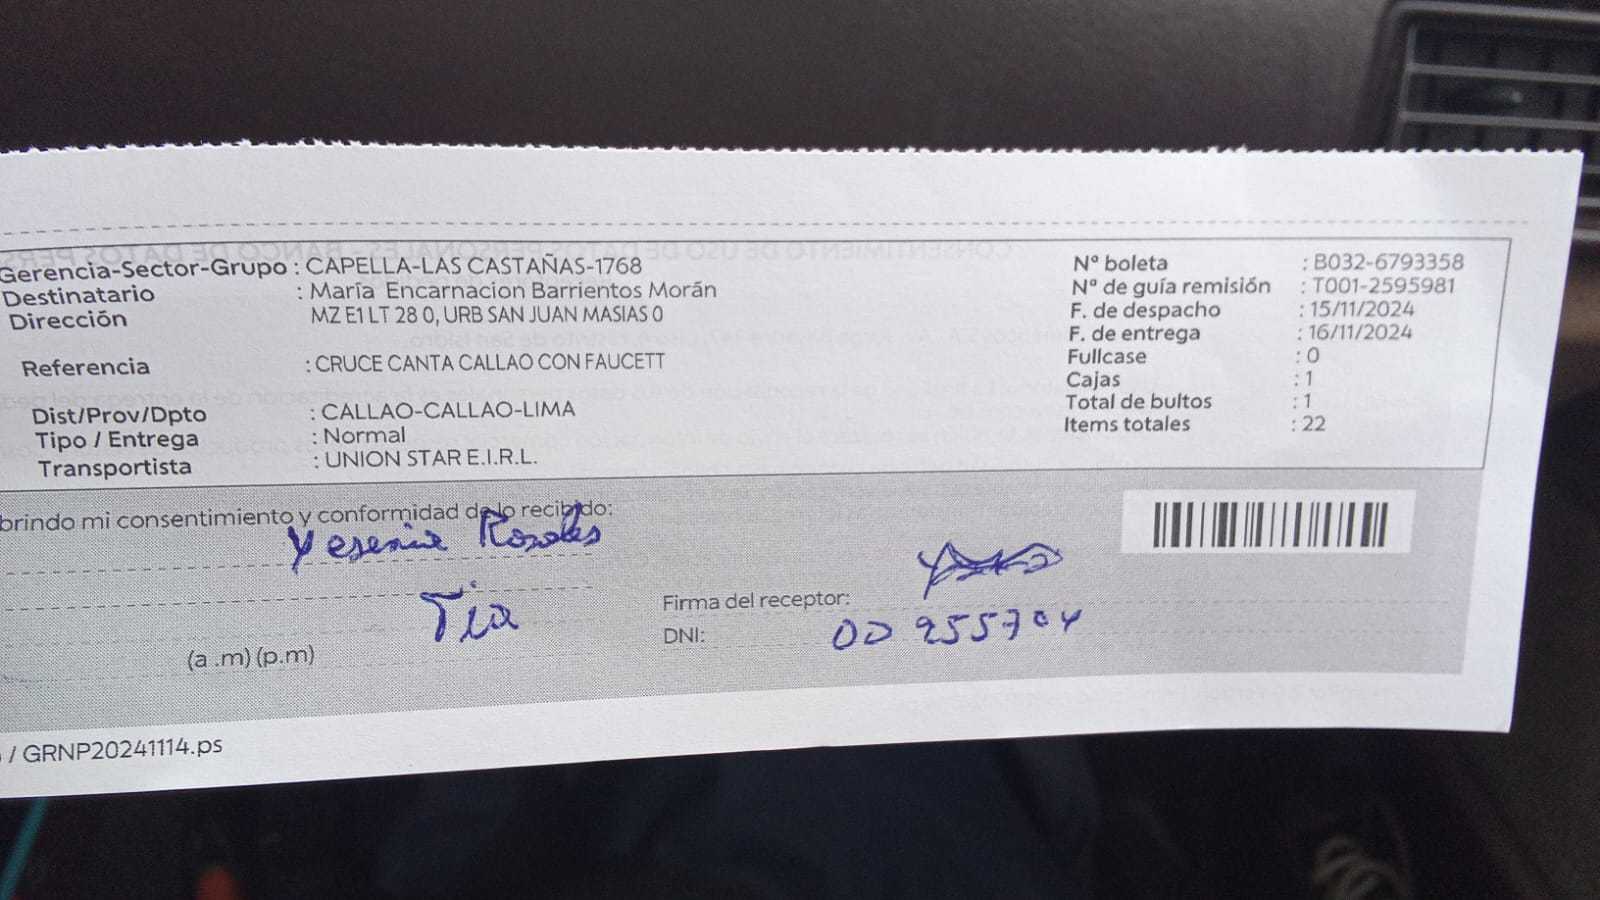 Gerencia-Sector-Grupo : CAPELLA-LAS CASTAÑAS-1768
Destinatario : María Encarnacion Barrientos Morán
Dirección MZ E1 LT 28 0, URB SAN JUAN MASIAS 0
Referencia : CRUCE CANTA CALLAO CON FAUCETT
Dist/Prov/Dpto : CALLAO-CALLAO-LIMA
Tipo / Entrega : Normal
Transportista : UNION STAR E.I.R.L.
Nº boleta : B032-6793358
Nº de guía remisión : T001-2595981
F. de despacho : 15/11/2024
F. de entrega : 16/11/2024
Fullcase : 0
Cajas : 1
Total de bultos : 1
Items totales : 22
brindo mi consentimiento y conformidad de lo recibido:
Yesenia Rosales
Tia
(a .m) (p.m)
Firma del receptor:
DNI: 00 9255704
/ GRNP20241114.ps